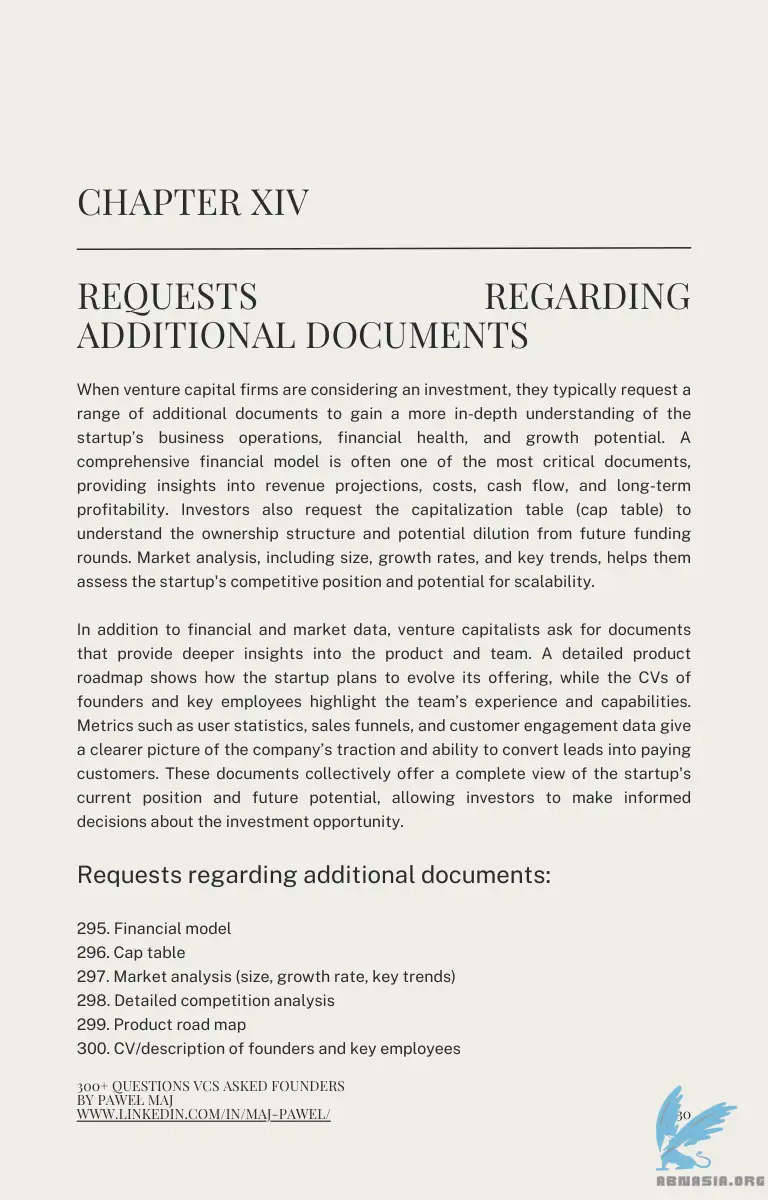 CHAPTER XIV
REQUESTS REGARDING
ADDITIONAL DOCUMENTS
When venture capital firms are considering an investment, they typically request a
range of additional documents to gain a more in-depth understanding of the
startup’s business operations, financial health, and growth potential. A
comprehensive financial model is often one of the most critical documents,
providing insights into revenue projections, costs, cash flow, and long-term
profitability. Investors also request the capitalization table (cap table) to
understand the ownership structure and potential dilution from future funding
rounds. Market analysis, including size, growth rates, and key trends, helps them
assess the startup's competitive position and potential for scalability.
In addition to financial and market data, venture capitalists ask for documents
that provide deeper insights into the product and team. A detailed product
roadmap shows how the startup plans to evolve its offering, while the CVs of
founders and key employees highlight the team’s experience and capabilities.
Metrics such as user statistics, sales funnels, and customer engagement data give
a clearer picture of the company’s traction and ability to convert leads into paying
customers. These documents collectively offer a complete view of the startup's
current position and future potential, allowing investors to make informed
decisions about the investment opportunity.
Requests regarding additional documents:
295. Financial model
296. Cap table
297. Market analysis (size, growth rate, key trends)
298. Detailed competition analysis
299. Product road map
300. CV/description of founders and key employees
300+ QUESTIONS VCS ASKED FOUNDERS
BY PAWEŁ MAJ
WWW.LINKEDIN.COM/IN/MAJ-PAWEL/
30
ABNASIA.ORG